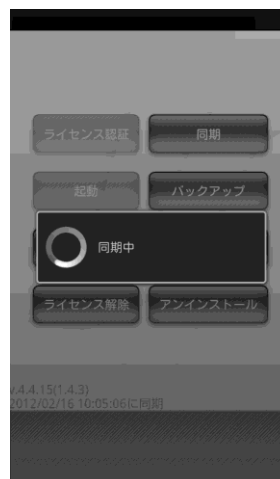 ライセンス認証 同期
起動 バックアップ
同期中
ライセンス解除 アンインストール
v.4.4.15(1.4.3)
2012/02/16 10:05:06に同期